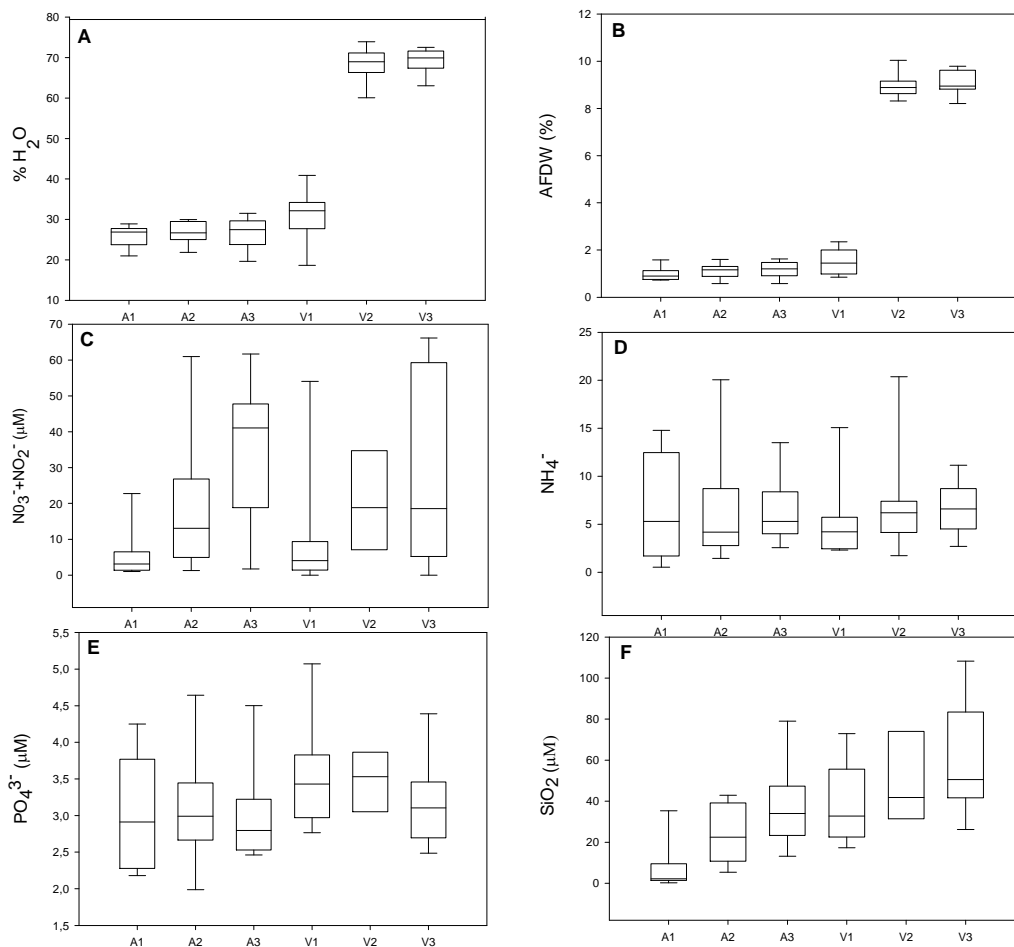 A
80
70
60
50
40
30
20
10
% H2O
A1 A2 A3 V1 V2 V3
B
12
10
8
6
4
2
0
AFDW (%)
A1 A2 A3 V1 V2 V3
C
70
60
50
40
30
20
10
0
N03-+NO2- (µM)
A1 A2 A3 V1 V2 V3
D
25
20
15
10
5
0
NH4-
A1 A2 A3 V1 V2 V3
E
5,5
5,0
4,5
4,0
3,5
3,0
2,5
2,0
1,5
PO43- (µM)
A1 A2 A3 V1 V2 V3
F
120
100
80
60
40
20
0
SiO2 (µM)
A1 A2 A3 V1 V2 V3